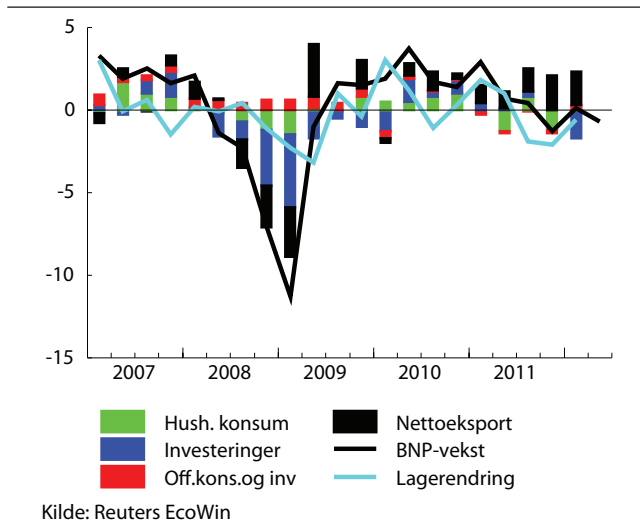 5
0
-5
-10
-15
2007 2008 2009 2010 2011
Hush. konsum Nettoeksport
Investeringer BNP-vekst
Off.kons.og inv Lagerendring
Kilde: Reuters EcoWin